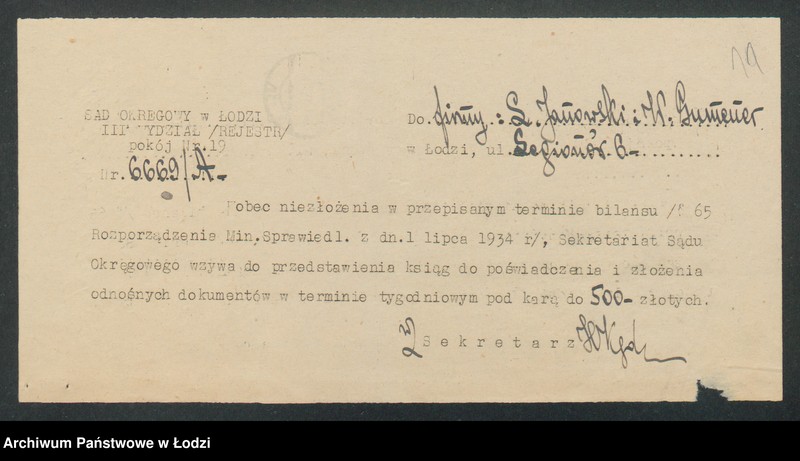 19
SĄD OKRĘGOWY w ŁODZI
III WYDZIAŁ /REJESTR/
pokój Nr.19
Nr. 6669/A-
Do firmy: L. Janowski i W.
w Łodzi, ul. Legionów 6-
Wobec niezłożenia w przepisanym terminie bilansu /§ 65
Rozporządzenie Min.Sprawiedl. z dn.1 lipca 1934 r/, Sekretariat Sądu
Okręgowego wzywa do przedstawienia ksiąg do poświadczenia i złożenia
odnośnych dokumentów w terminie tygodniowym pod karą do 500- złotych.
Sekretarz
Archiwum Państwowe w Łodzi